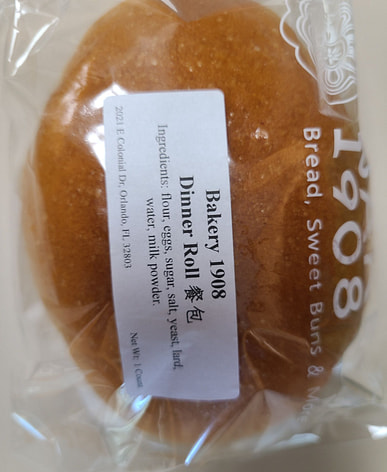 Bakery 1908
Dinner Roll 餐包
Ingredients: flour, eggs, sugar, salt, yeast, lard,
water, milk powder.
2021 E Colonial Dr, Orlando, FL 32803
Net Wt: 1 Count
1908
Bread, Sweet Buns &